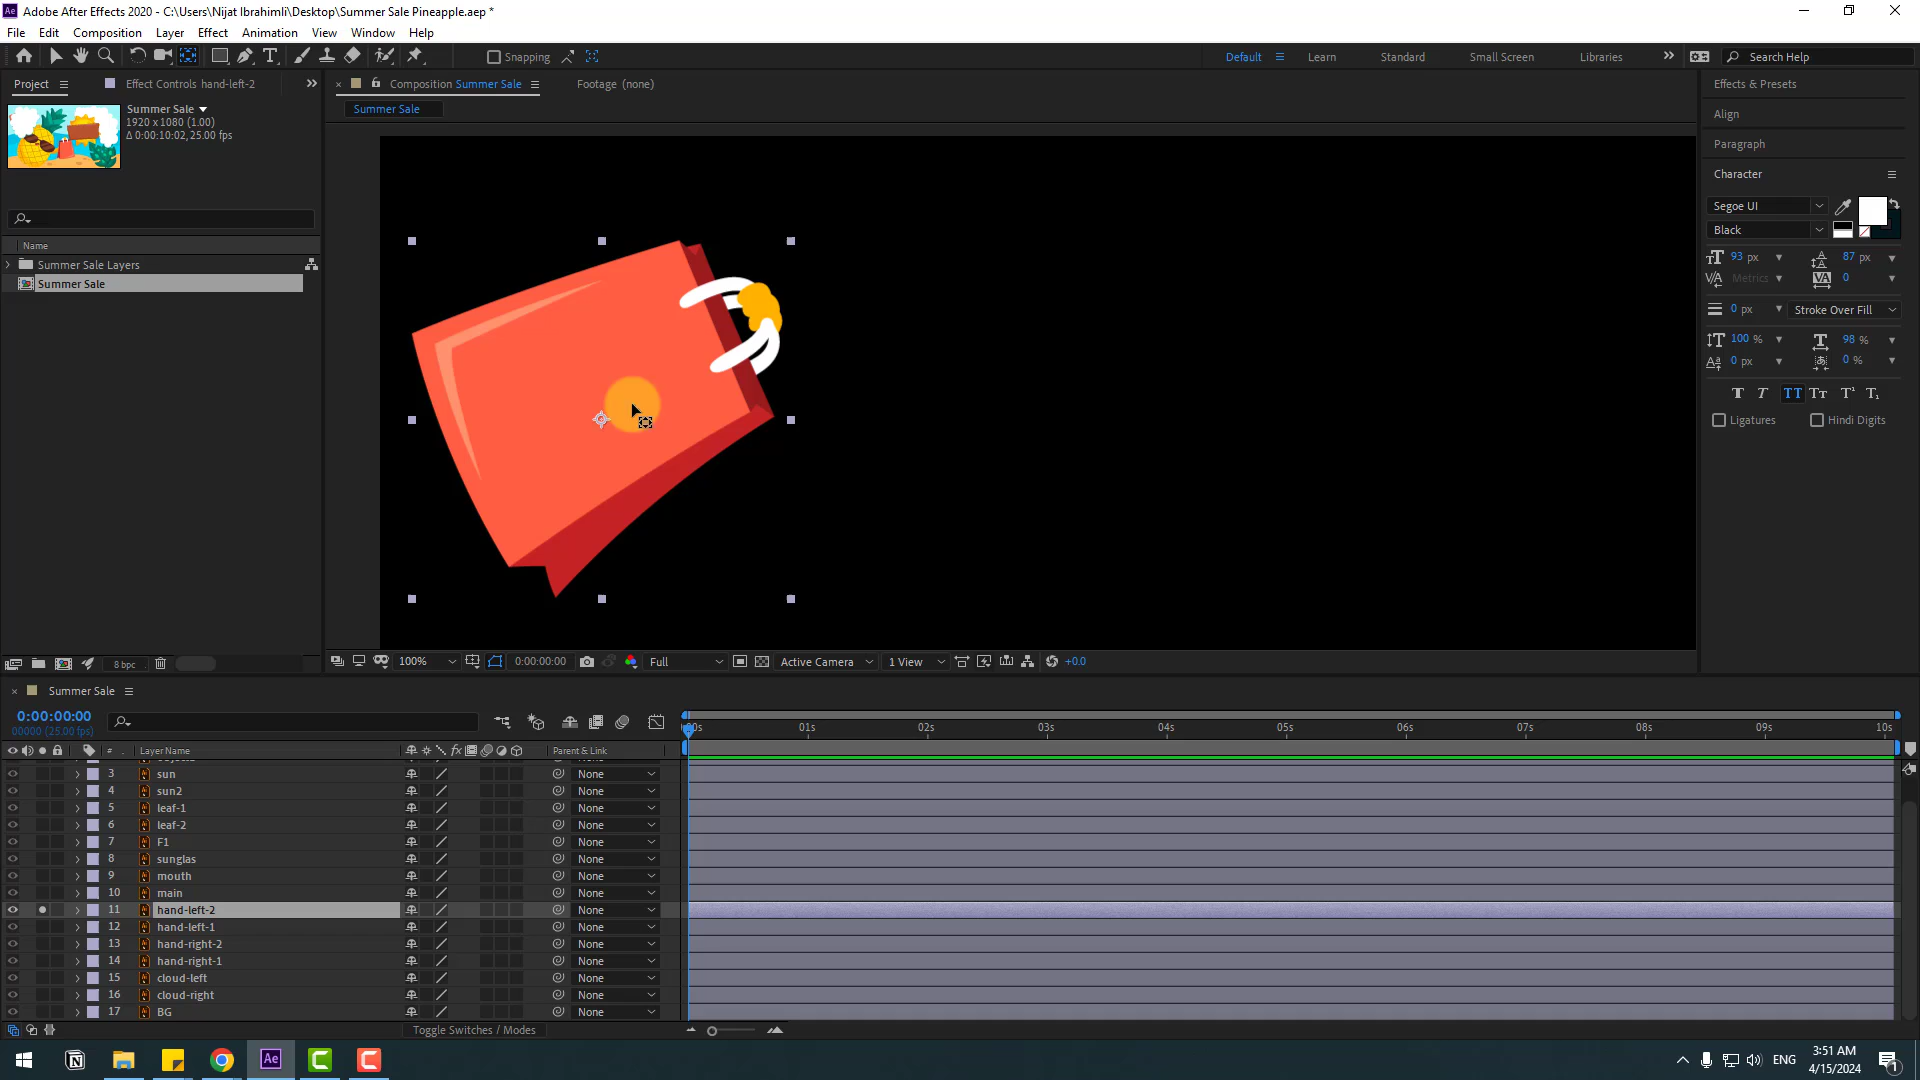 Adobe After Effects 2020 - C:\Users\Nijat Ibrahimli\Desktop\Summer Sale Pineapple.aep *
File Edit Composition Layer Effect Animation View Window Help
Snapping
Default Learn Standard Small Screen Libraries Search Help
Project Effect Controls hand-left-2
Composition Summer Sale Footage (none)
Summer Sale
Summer Sale
1920 x 1080 (1.00)
Δ 0:00:10:02, 25.00 fps
Name
Summer Sale Layers
Summer Sale
8 bpc
100% 0:00:00:00 Full Active Camera 1 View +0.0
Effects & Presets
Align
Paragraph
Character
Segoe UI
Black
93 px 87 px
Metrics 0
0 px Stroke Over Fill
100 % 98 %
0 px 0 %
Ligatures Hindi Digits
Summer Sale
0:00:00:00
00000 (25.00 fps)
00s 01s 02s 03s 04s 05s 06s 07s 08s 09s 10s
# Layer Name Parent & Link
3 sun None
4 sun2 None
5 leaf-1 None
6 leaf-2 None
7 F1 None
8 sunglas None
9 mouth None
10 main None
11 hand-left-2 None
12 hand-left-1 None
13 hand-right-2 None
14 hand-right-1 None
15 cloud-left None
16 cloud-right None
17 BG None
Toggle Switches / Modes
ENG
3:51 AM
4/15/2024